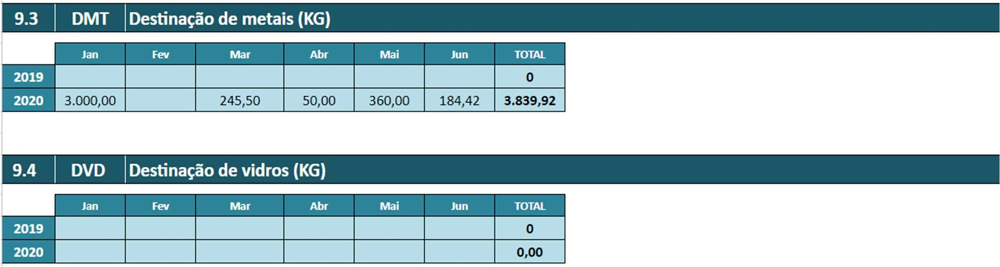 9.3 DMT Destinação de metais (KG)
Jan Fev Mar Abr Mai Jun TOTAL
2019 0
2020 3.000,00 245,50 50,00 360,00 184,42 3.839,92
9.4 DVD Destinação de vidros (KG)
Jan Fev Mar Abr Mai Jun TOTAL
2019 0
2020 0,00